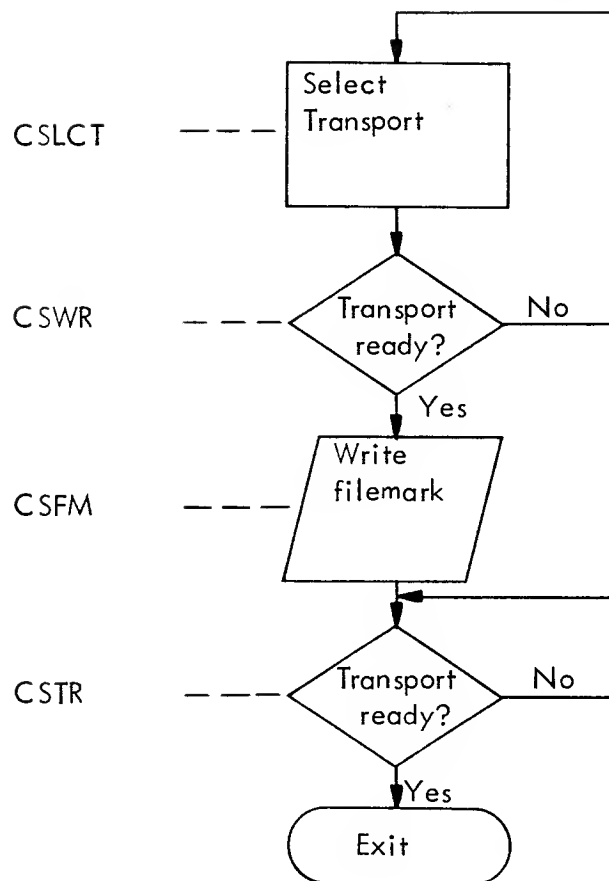 Select
Transport
CSLCT
Transport
ready?
No
CSWR
Yes
Write
filemark
CSFM
Transport
ready?
No
CSTR
Yes
Exit